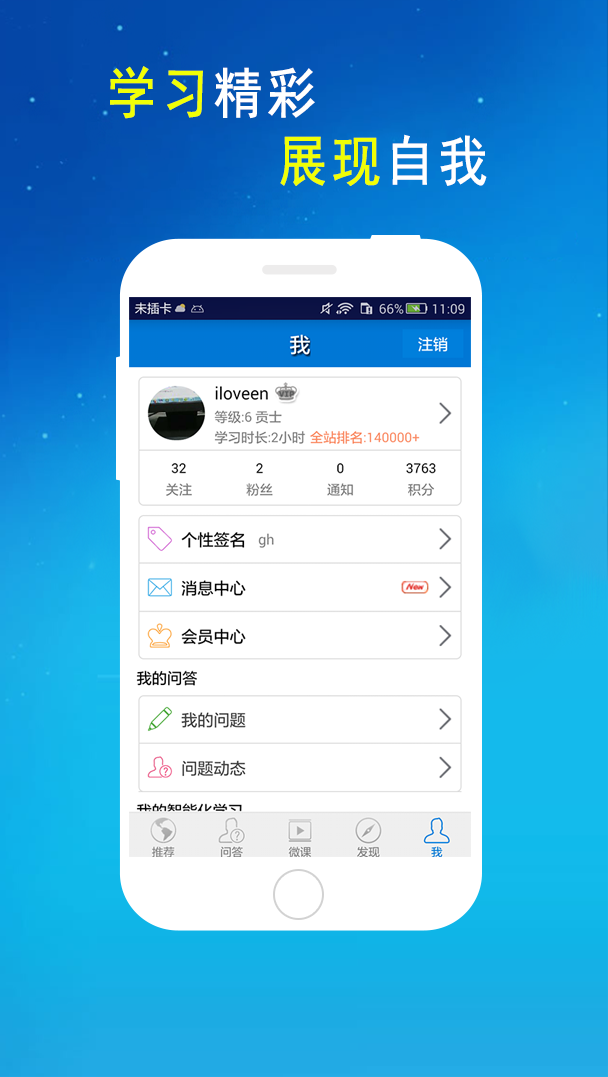 学习精彩
展现自我
未插卡 66% 11:09
我 注销
iloveen VIP
等级:6 贡士
学习时长:2小时 全站排名:140000+
32 2 0 3763
关注 粉丝 通知 积分
个性签名 gh
消息中心 New
会员中心
我的问答
我的问题
问题动态
我的智能化学习
推荐 问答 微课 发现 我